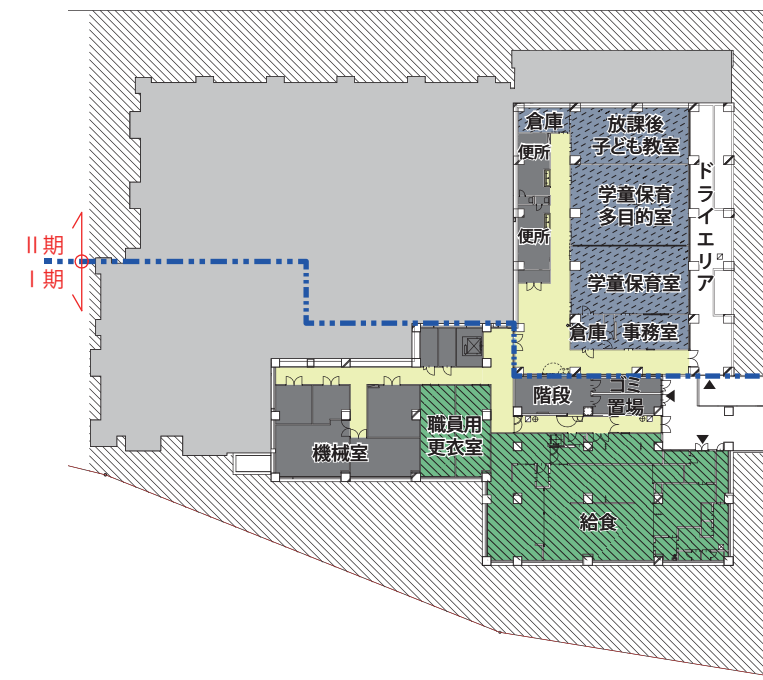 倉庫
放課後
子ども教室
便所
ドライエリア
学童保育
多目的室
便所
II期
I期
学童保育室
倉庫
事務室
階段
ゴミ
置場
職員用
更衣室
機械室
給食